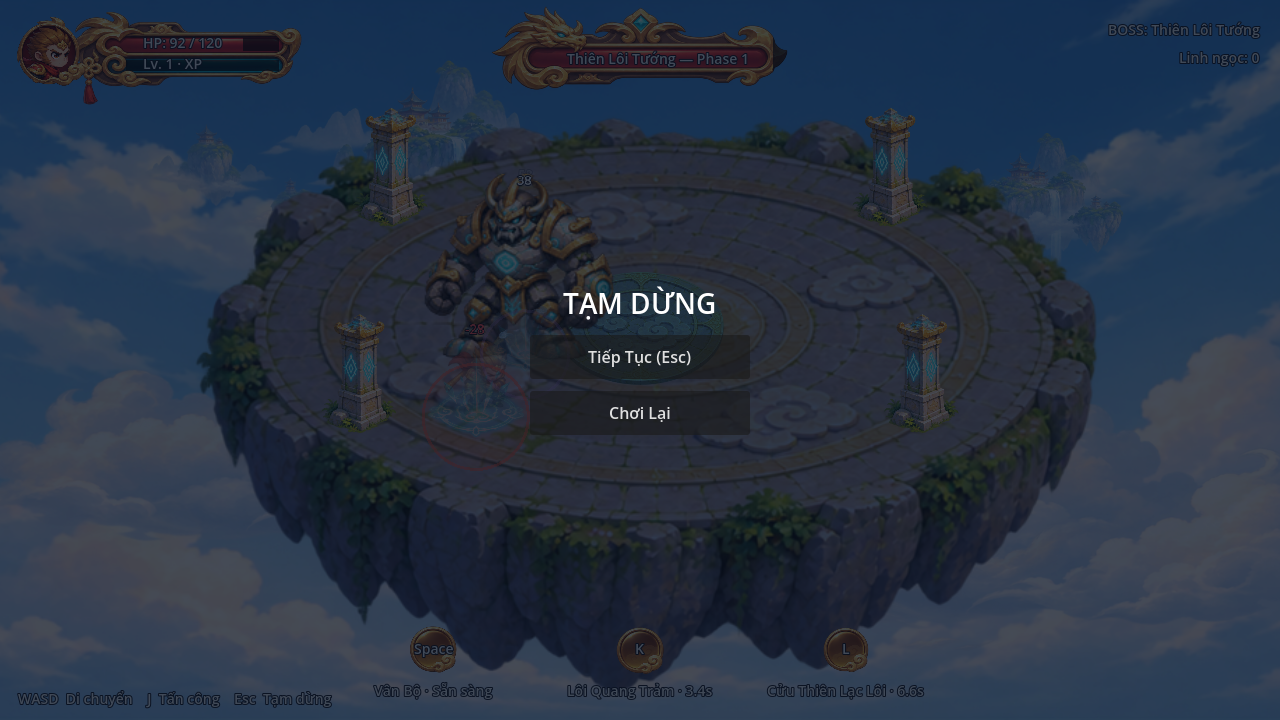 HP: 92 / 120
Lv. 1 · XP
Thiên Lôi Tướng — Phase 1
BOSS: Thiên Lôi Tướng
Linh ngọc: 0
38
28
TẠM DỪNG
Tiếp Tục (Esc)
Chơi Lại
Space
K
L
Vân Bộ · Sẵn sàng
Lôi Quang Trảm · 3.4s
Cửu Thiên Lạc Lôi · 6.6s
WASD Di chuyển J Tấn công Esc Tạm dừng